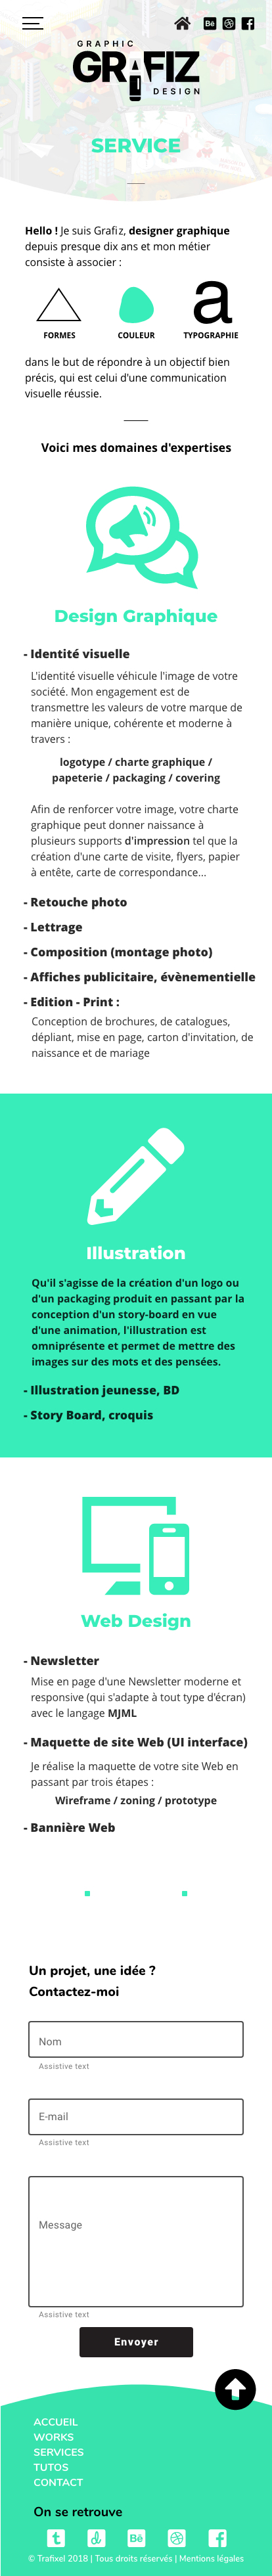 GRAPHIC
GRAFIZ
DESIGN
SERVICE
Hello ! Je suis Grafiz, designer graphique
depuis presque dix ans et mon métier
consiste à associer :
a
FORMES COULEUR TYPOGRAPHIE
dans le but de répondre à un objectif bien
précis, qui est celui d'une communication
visuelle réussie.
Voici mes domaines d'expertises
Design Graphique
- Identité visuelle
L'identité visuelle véhicule l'image de votre
société. Mon engagement est de
transmettre les valeurs de votre marque de
manière unique, cohérente et moderne à
travers :
logotype / charte graphique /
papeterie / packaging / covering
Afin de renforcer votre image, votre charte
graphique peut donner naissance à
plusieurs supports d'impression tel que la
création d'une carte de visite, flyers, papier
à en tête, carte de correspondance...
- Retouche photo
- Lettrage
- Composition (montage photo)
- Affiches publicitaire, évènementielle
- Edition - Print :
Conception de brochures, de catalogues,
dépliant, mise en page, carton d'invitation, de
naissance et de mariage
Illustration
Qu'il s'agisse de la création d'un logo ou
d'un packaging produit en passant par la
conception d'un story-board en vue
d'une animation, l'illustration est
omniprésente et permet de mettre des
images sur des mots et des pensées.
- Illustration jeunesse, BD
- Story Board, croquis
Web Design
- Newsletter
Mise en page d'une Newsletter moderne et
responsive (qui s'adapte à tout type d'écran)
avec le langage MJML
- Maquette de site Web (UI interface)
Je réalise la maquette de votre site Web en
passant par trois étapes :
Wireframe / zoning / prototype
- Bannière Web
Un projet, une idée ?
Contactez-moi
Nom
Assistive text
E-mail
Assistive text
Message
Assistive text
Envoyer
ACCUEIL
WORKS
SERVICES
TUTOS
CONTACT
On se retrouve
© Trafixel 2018 | Tous droits réservés | Mentions légales